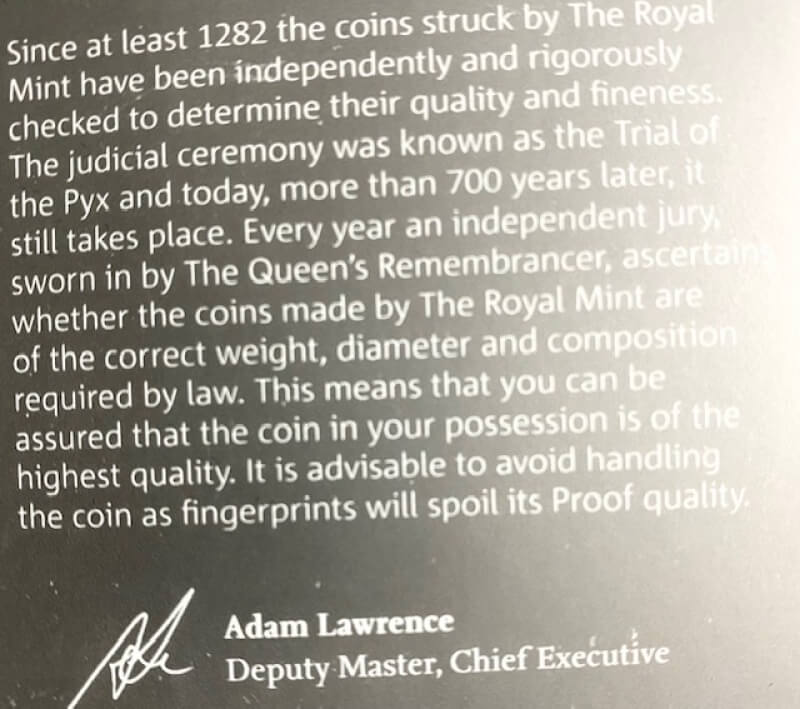 Since at least 1282 the coins struck by The Royal
Mint have been independently and rigorously
checked to determine their quality and fineness.
The judicial ceremony was known as the Trial of
the Pyx and today, more than 700 years later, it
still takes place. Every year an independent jury,
sworn in by The Queen's Remembrancer, ascertains
whether the coins made by The Royal Mint are
of the correct weight, diameter and composition
required by law. This means that you can be
assured that the coin in your possession is of the
highest quality. It is advisable to avoid handling
the coin as fingerprints will spoil its Proof quality.
Adam Lawrence
Deputy Master, Chief Executive